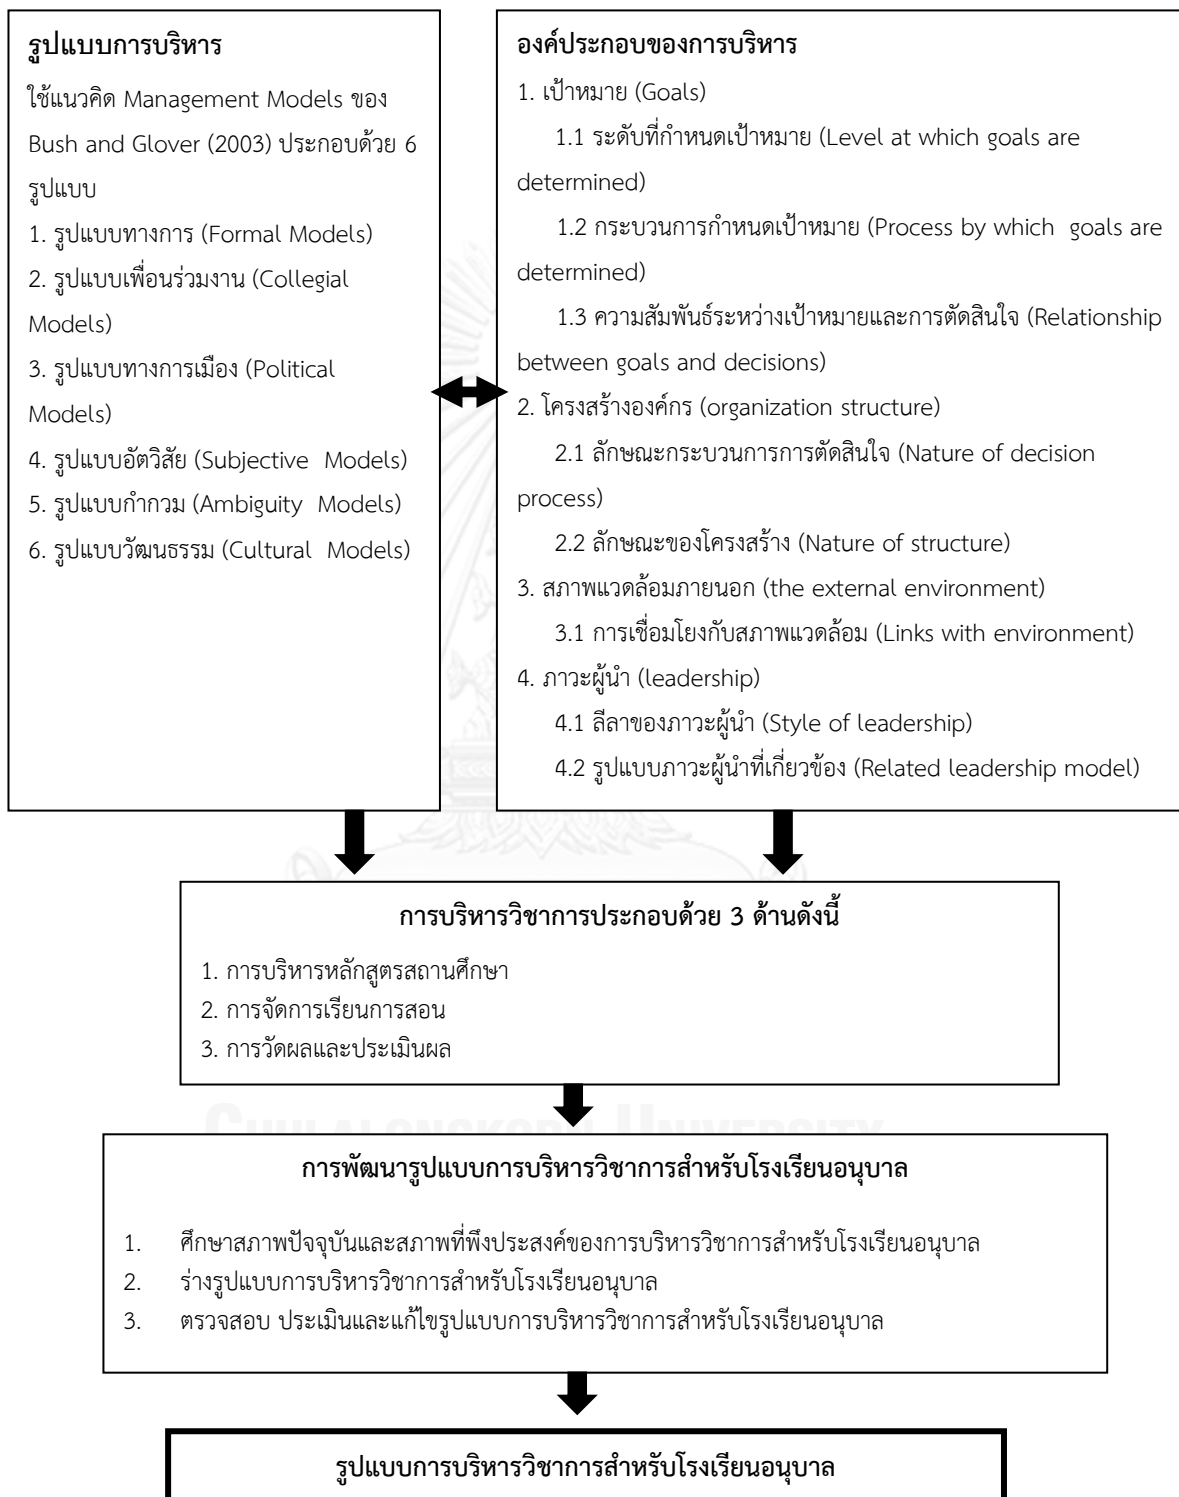 รูปแบบการบริหาร
ใช้แนวคิด Management Models ของ
Bush and Glover (2003) ประกอบด้วย 6
รูปแบบ
1. รูปแบบทางการ (Formal Models)
2. รูปแบบเพื่อนร่วมงาน (Collegial
Models)
3. รูปแบบทางการเมือง (Political
Models)
4. รูปแบบอัตวิสัย (Subjective Models)
5. รูปแบบกำกวม (Ambiguity Models)
6. รูปแบบวัฒนธรรม (Cultural Models)
องค์ประกอบของการบริหาร
1. เป้าหมาย (Goals)
1.1 ระดับที่กำหนดเป้าหมาย (Level at which goals are
determined)
1.2 กระบวนการกำหนดเป้าหมาย (Process by which goals are
determined)
1.3 ความสัมพันธ์ระหว่างเป้าหมายและการตัดสินใจ (Relationship
between goals and decisions)
2. โครงสร้างองค์กร (organization structure)
2.1 ลักษณะกระบวนการการตัดสินใจ (Nature of decision
process)
2.2 ลักษณะของโครงสร้าง (Nature of structure)
3. สภาพแวดล้อมภายนอก (the external environment)
3.1 การเชื่อมโยงกับสภาพแวดล้อม (Links with environment)
4. ภาวะผู้นำ (leadership)
4.1 ลีลาของภาวะผู้นำ (Style of leadership)
4.2 รูปแบบภาวะผู้นำที่เกี่ยวข้อง (Related leadership model)
การบริหารวิชาการประกอบด้วย 3 ด้านดังนี้
1. การบริหารหลักสูตรสถานศึกษา
2. การจัดการเรียนการสอน
3. การวัดผลและประเมินผล
CHULALONGKORN UNIVERSITY
การพัฒนารูปแบบการบริหารวิชาการสำหรับโรงเรียนอนุบาล
1. ศึกษาสภาพปัจจุบันและสภาพที่พึงประสงค์ของการบริหารวิชาการสำหรับโรงเรียนอนุบาล
2. ร่างรูปแบบการบริหารวิชาการสำหรับโรงเรียนอนุบาล
3. ตรวจสอบ ประเมินและแก้ไขรูปแบบการบริหารวิชาการสำหรับโรงเรียนอนุบาล
รูปแบบการบริหารวิชาการสำหรับโรงเรียนอนุบาล